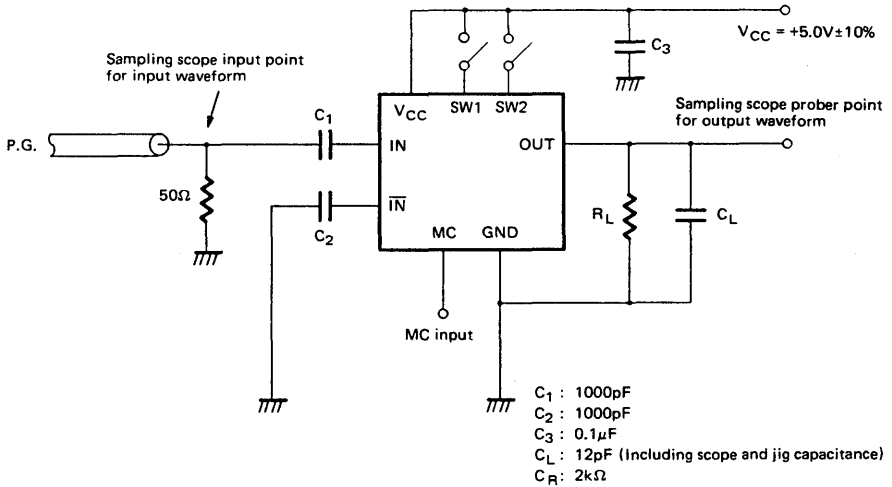 Sampling scope input point
for input waveform
P.G.
50Ω
C1
C2
VCC
SW1
SW2
IN
IN
OUT
MC
GND
MC input
C3
VCC = +5.0V±10%
Sampling scope prober point
for output waveform
RL
CL
C1 : 1000pF
C2 : 1000pF
C3 : 0.1μF
CL : 12pF (Including scope and jig capacitance)
CR : 2kΩ